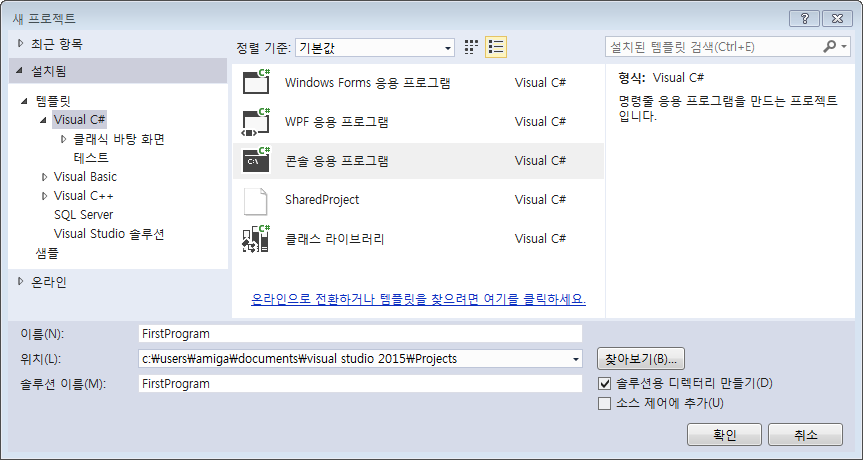 새 프로젝트
최근 항목
설치됨
템플릿
Visual C#
클래식 바탕 화면
테스트
Visual Basic
Visual C++
SQL Server
Visual Studio 솔루션
샘플
온라인
정렬 기준: 기본값
C# Windows Forms 응용 프로그램 Visual C#
C# WPF 응용 프로그램 Visual C#
C# C:\ 콘솔 응용 프로그램 Visual C#
SharedProject Visual C#
C# 클래스 라이브러리 Visual C#
온라인으로 전환하거나 템플릿을 찾으려면 여기를 클릭하세요.
설치된 템플릿 검색(Ctrl+E)
형식: Visual C#
명령줄 응용 프로그램을 만드는 프로젝트
입니다.
이름(N): FirstProgram
위치(L): c:₩users₩amiga₩documents₩visual studio 2015₩Projects 찾아보기(B)...
솔루션 이름(M): FirstProgram 솔루션용 디렉터리 만들기(D)
소스 제어에 추가(U)
확인 취소